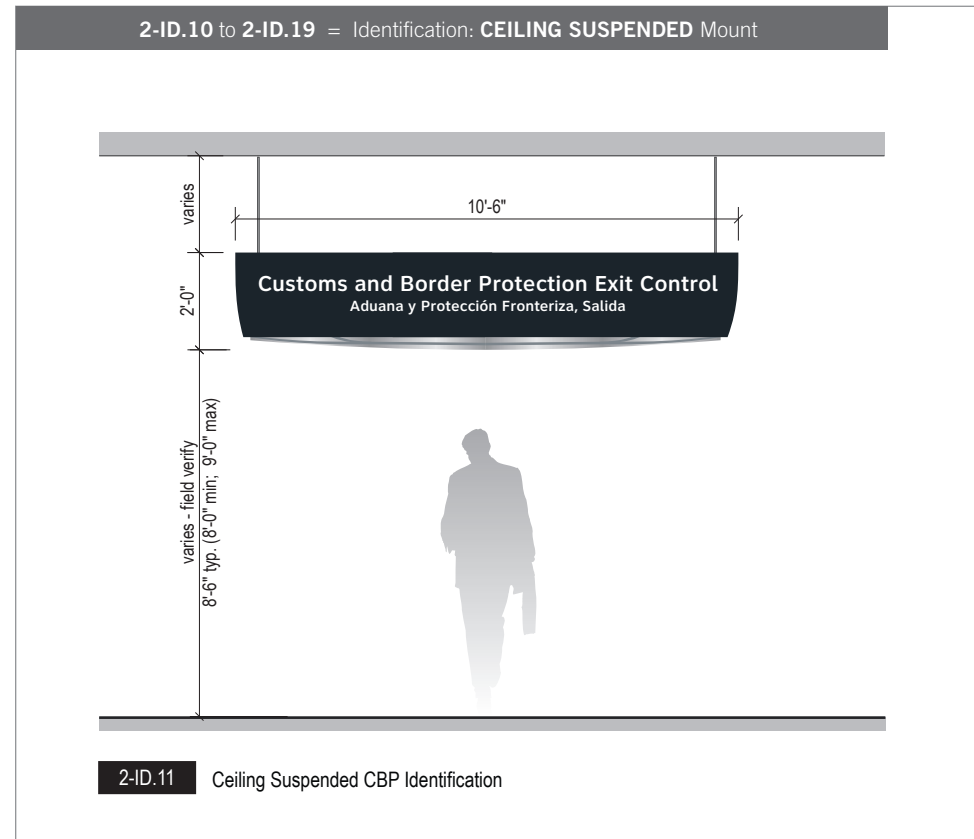 2-ID.10 to 2-ID.19 = Identification: CEILING SUSPENDED Mount
varies
10'-6"
2'-0"
Customs and Border Protection Exit Control
Aduana y Protección Fronteriza, Salida
varies - field verify
8'-6" typ. (8'-0" min; 9'-0" max)
2-ID.11 Ceiling Suspended CBP Identification